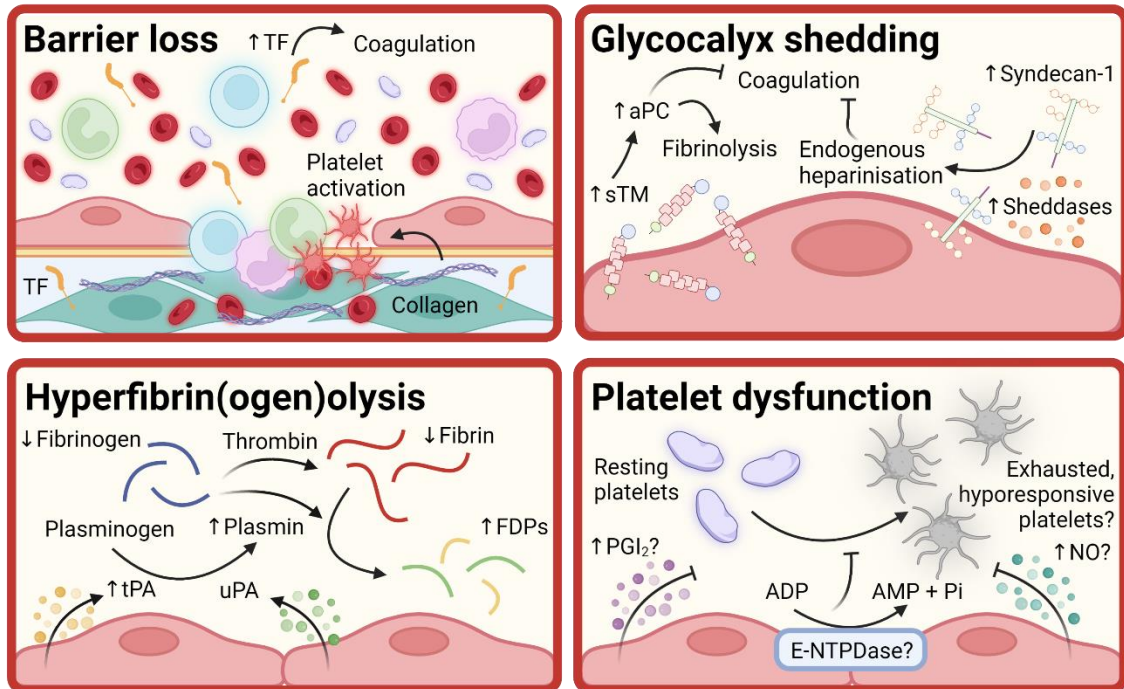 Barrier loss
↑TF
Coagulation
Platelet
activation
TF
Collagen
Glycocalyx shedding
Coagulation
↑Syndecan-1
↑aPC
Fibrinolysis
Endogenous
heparinisation
↑sTM
↑Sheddases
Hyperfibrin(ogen)olysis
↓Fibrinogen
Thrombin
↓Fibrin
Plasminogen
↑Plasmin
↑FDPs
↑tPA
uPA
Platelet dysfunction
Resting
platelets
Exhausted,
hyporesponsive
platelets?
↑PGI₂?
↑NO?
ADP
AMP + Pi
E-NTPDase?